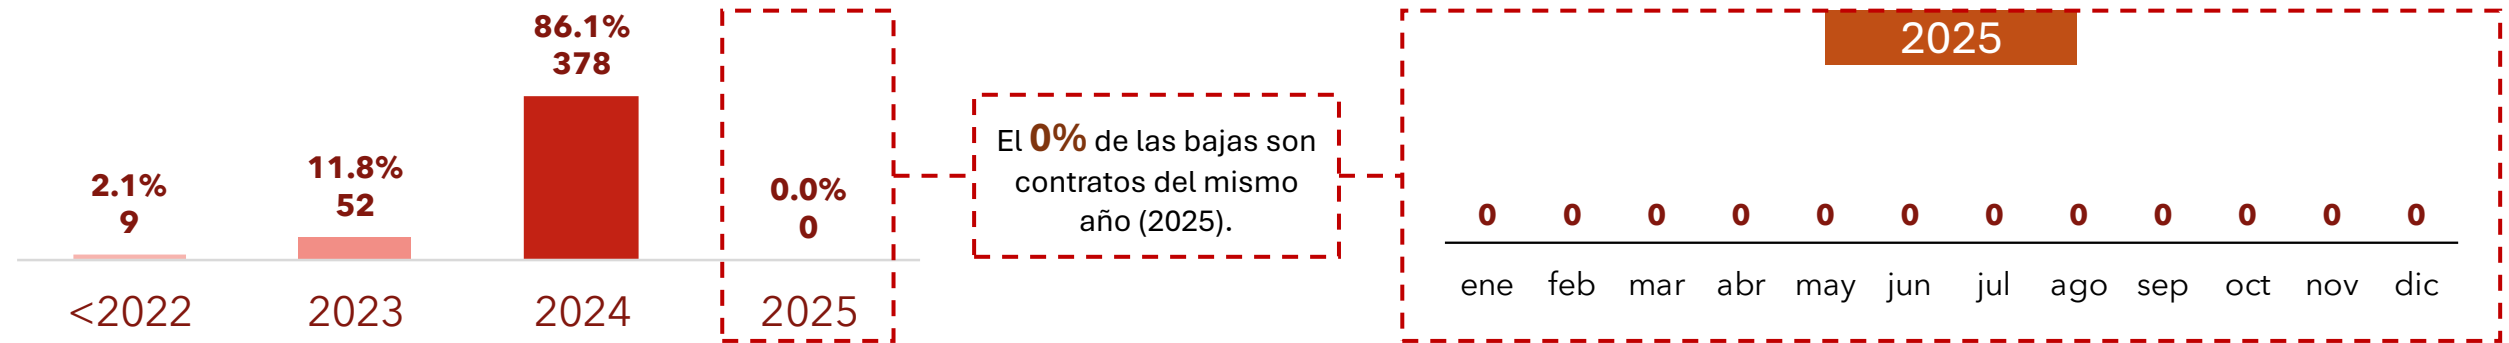 2.1%
9
<2022
11.8%
52
2023
86.1%
378
2024
0.0%
0
2025
El 0% de las bajas son
contratos del mismo
año (2025).
2025
0 0 0 0 0 0 0 0 0 0 0 0
ene feb mar abr may jun jul ago sep oct nov dic